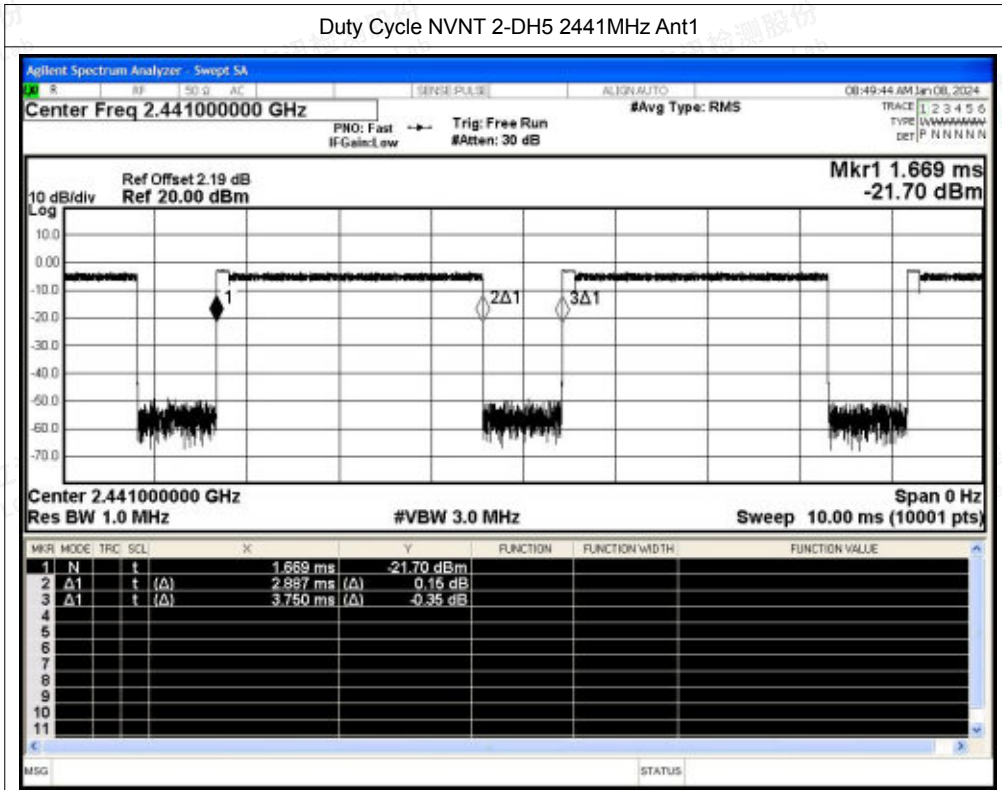 Duty Cycle NVNT 2-DH5 2441MHz Ant1
Agilent Spectrum Analyzer - Swept SA
R RF 50 Ω AC SENSE:PULSE ALIGN AUTO 08:49:44 AM Jan 08, 2024
Center Freq 2.441000000 GHz #Avg Type: RMS TRACE 1 2 3 4 5 6
PNO: Fast Trig: Free Run TYPE
IFGain:Low #Atten: 30 dB DET P N N N N N
Mkr1 1.669 ms
Ref Offset 2.19 dB
10 dB/div Ref 20.00 dBm -21.70 dBm
Log
10.0
0.00
-10.0
1 2Δ1 3Δ1
-20.0
-30.0
-40.0
-50.0
-60.0
-70.0
Center 2.441000000 GHz Span 0 Hz
Res BW 1.0 MHz #VBW 3.0 MHz Sweep 10.00 ms (10001 pts)
MKR MODE TRC SCL X Y FUNCTION FUNCTION WIDTH FUNCTION VALUE
1 N t 1.669 ms -21.70 dBm
2 Δ1 t (Δ) 2.887 ms (Δ) 0.15 dB
3 Δ1 t (Δ) 3.750 ms (Δ) -0.35 dB
4
5
6
7
8
9
10
11
MSG STATUS